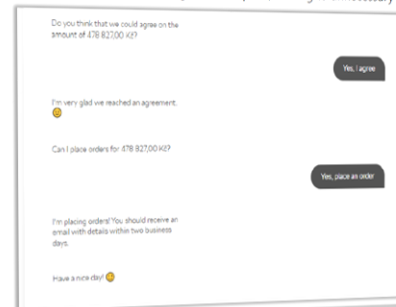 Do you think that we could agree on the
amount of 478 827,00 Kč?
Yes, I agree
I'm very glad we reached an agreement.
Can I place orders for 478 827,00 Kč?
Yes, place an order
I'm placing orders! You should receive an
email with details within two business
days.
Have a nice day!